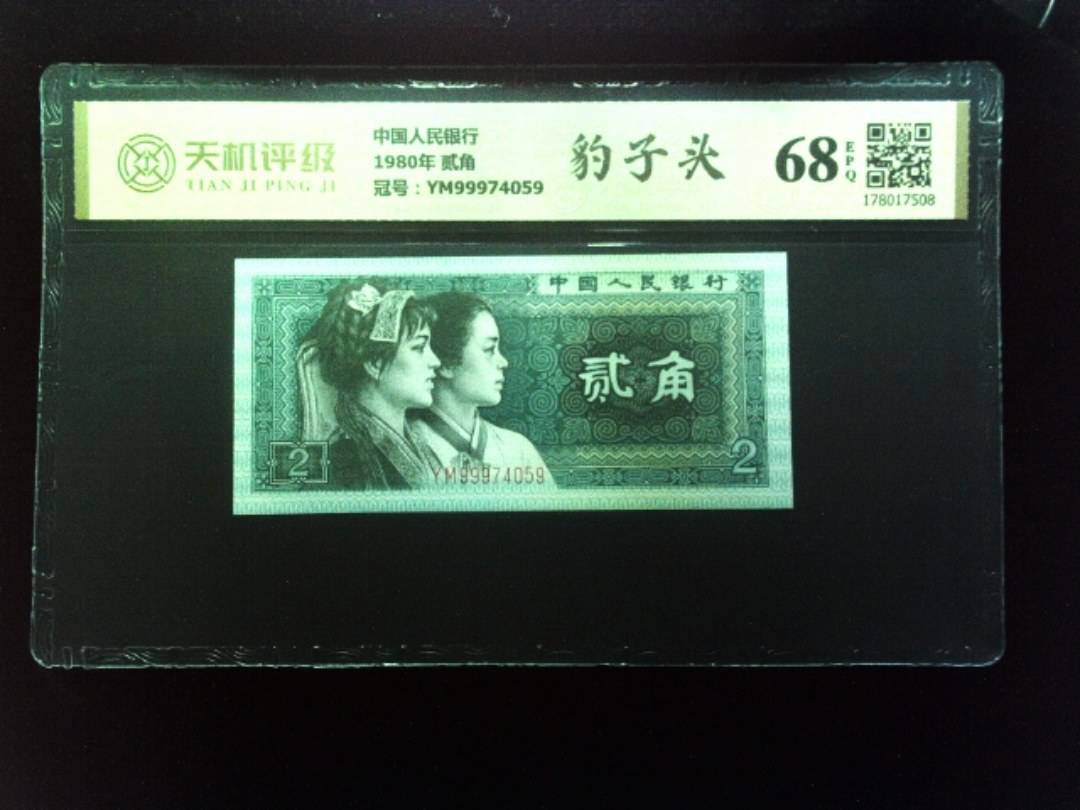 天机评级
TIAN JI PING JI
中国人民银行
1980年 贰角
冠号：YM99974059
豹子头
68
EPQ
178017508
中国人民银行
贰角
2
2
YM99974059